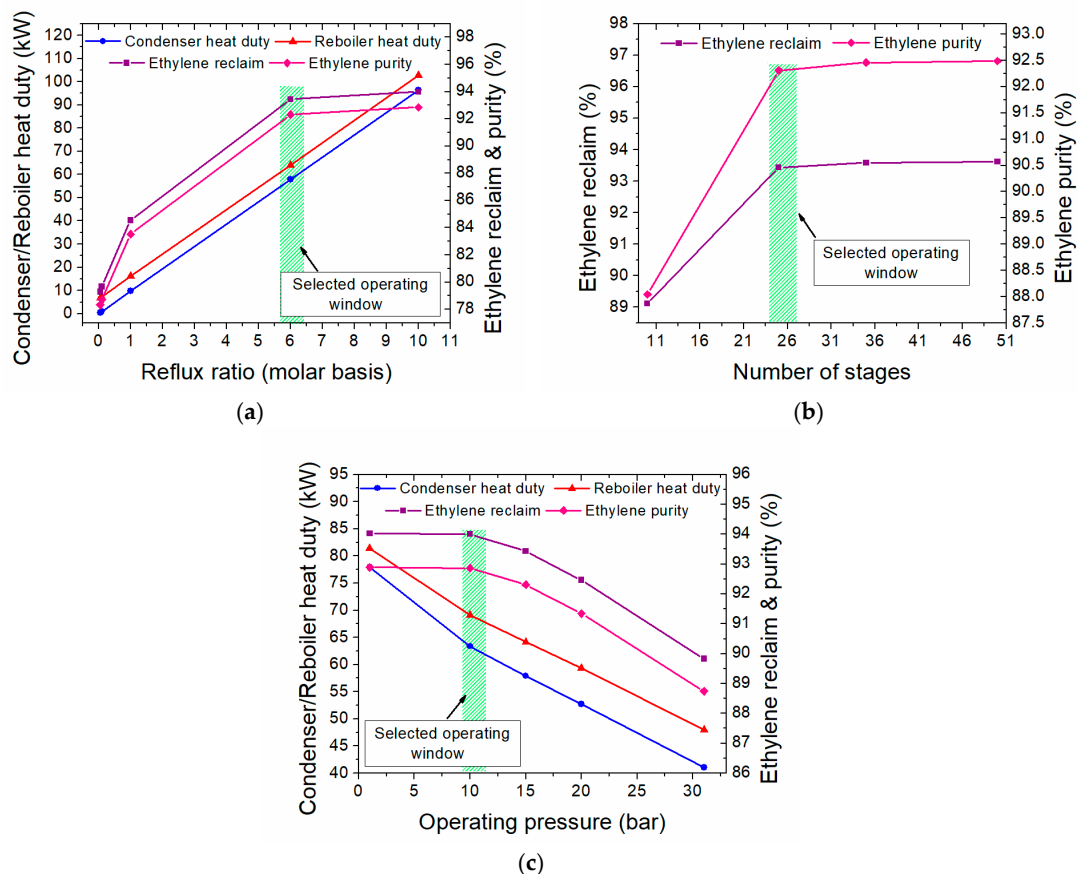 (a)
Condenser/Reboiler heat duty (kW)
120
110
100
90
80
70
60
50
40
30
20
10
0
Condenser heat duty
Reboiler heat duty
Ethylene reclaim
Ethylene purity
98
96
94
92
90
88
86
84
82
80
78
Ethylene reclaim & purity (%)
Selected operating
window
0 1 2 3 4 5 6 7 8 9 10
Reflux ratio (molar basis)
(a)
(b)
Ethylene reclaim (%)
98
97
96
95
94
93
92
91
90
89
Ethylene reclaim
Ethylene purity
93.0
92.5
92.0
91.5
91.0
90.5
90.0
89.5
89.0
88.5
88.0
87.5
Ethylene purity (%)
Selected operating
window
11 16 21 26 31 36 41 46 51
Number of stages
(b)
Condenser/Reboiler heat duty (kW)
95
90
85
80
75
70
65
60
55
50
45
40
Condenser heat duty
Reboiler heat duty
Ethylene reclaim
Ethylene purity
96
95
94
93
92
91
90
89
88
87
86
Ethylene reclaim & purity (%)
Selected operating
window
0 5 10 15 20 25 30
Operating pressure (bar)
(c)